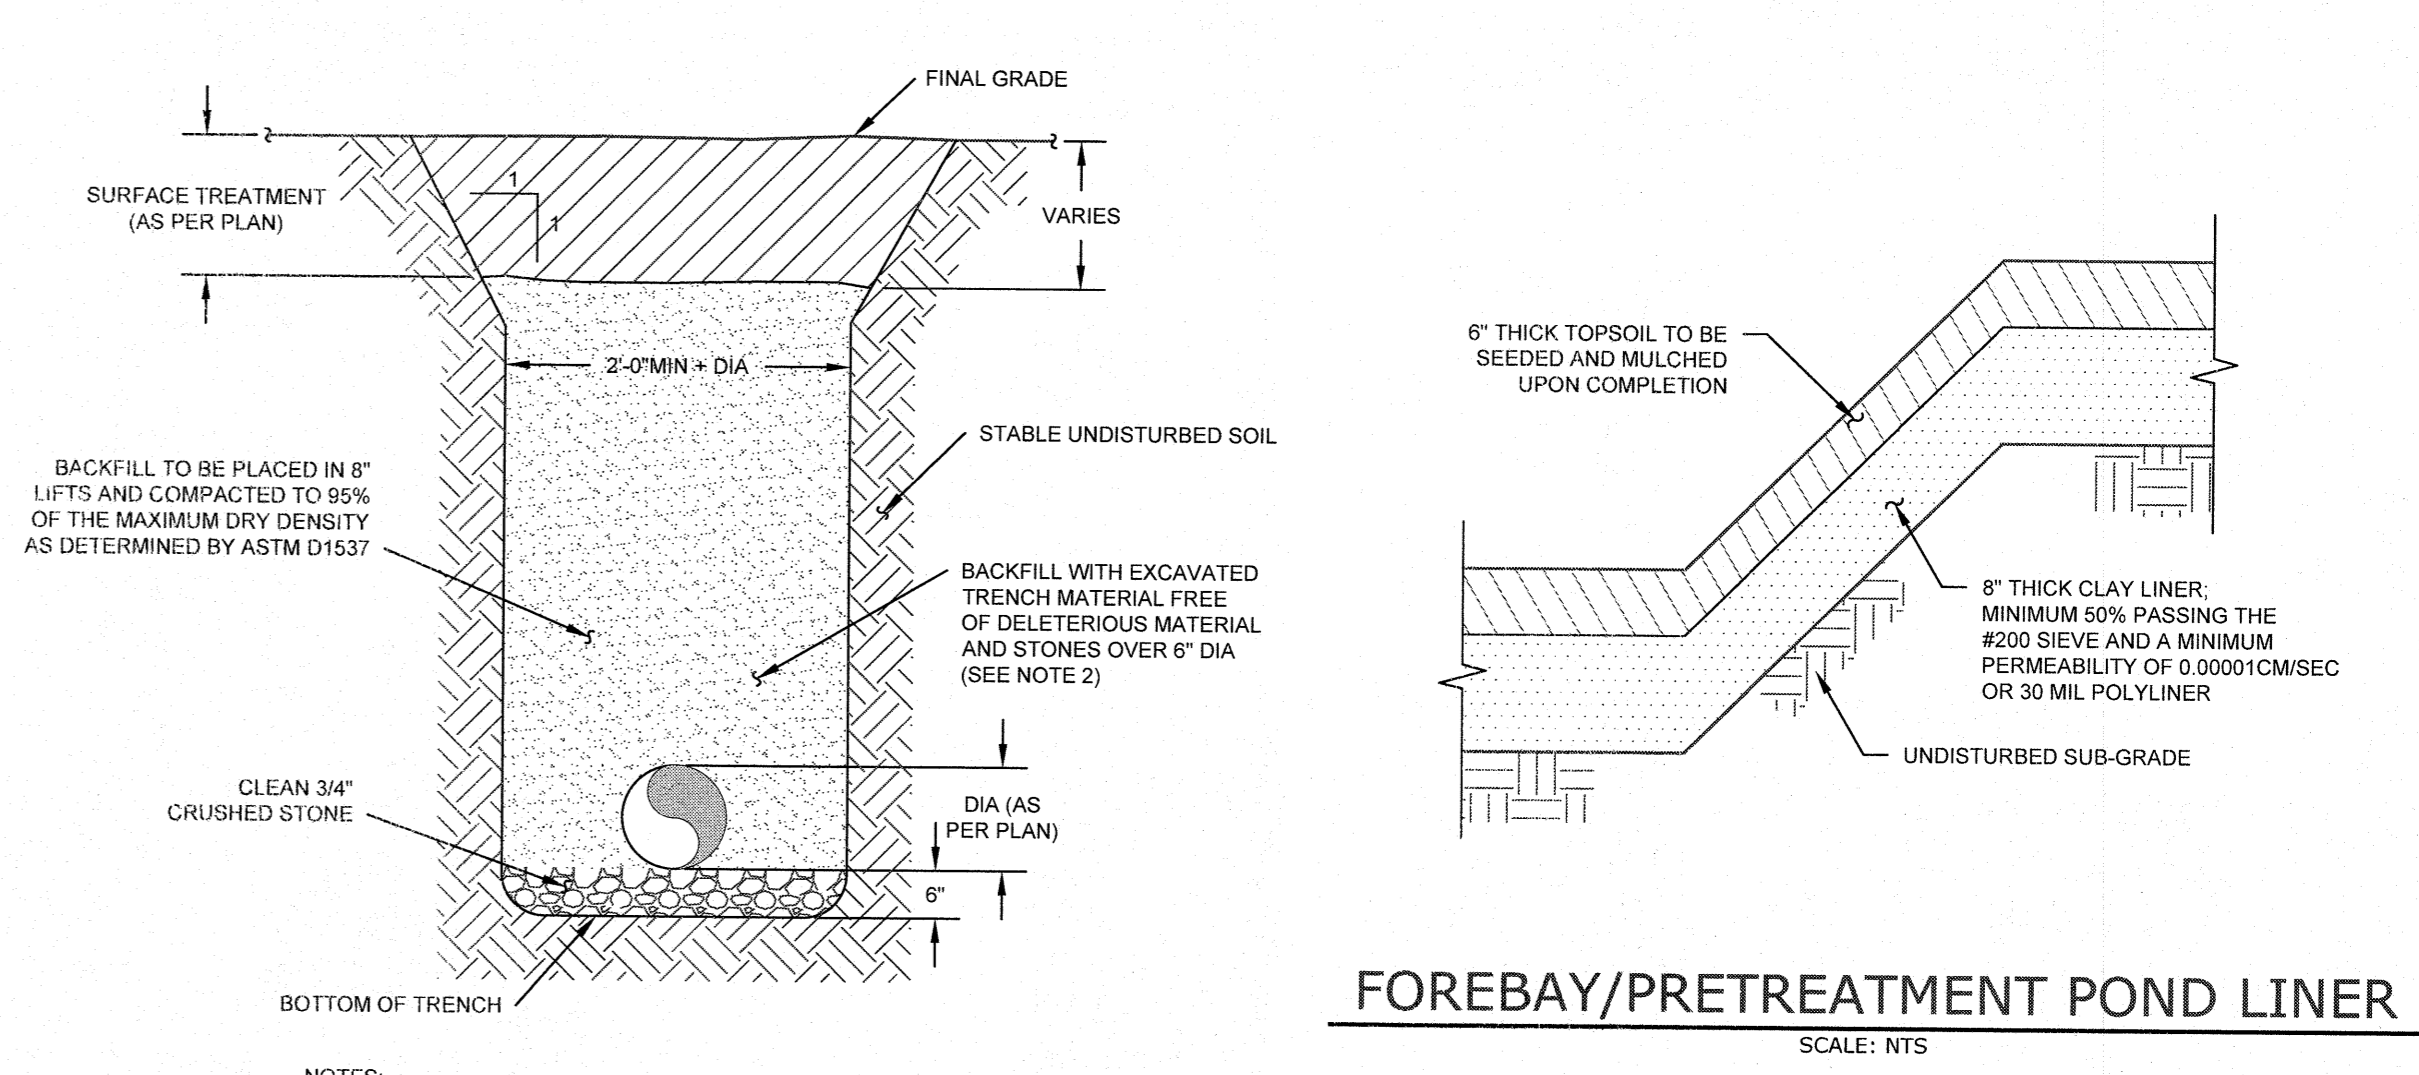 FINAL GRADE
SURFACE TREATMENT
(AS PER PLAN)
1
1
VARIES
2'-0"MIN + DIA
STABLE UNDISTURBED SOIL
BACKFILL TO BE PLACED IN 8"
LIFTS AND COMPACTED TO 95%
OF THE MAXIMUM DRY DENSITY
AS DETERMINED BY ASTM D1537
BACKFILL WITH EXCAVATED
TRENCH MATERIAL FREE
OF DELETERIOUS MATERIAL
AND STONES OVER 6" DIA
(SEE NOTE 2)
CLEAN 3/4"
CRUSHED STONE
DIA (AS
PER PLAN)
6"
BOTTOM OF TRENCH
NOTES:
6" THICK TOPSOIL TO BE
SEEDED AND MULCHED
UPON COMPLETION
8" THICK CLAY LINER;
MINIMUM 50% PASSING THE
#200 SIEVE AND A MINIMUM
PERMEABILITY OF 0.00001CM/SEC
OR 30 MIL POLYLINER
UNDISTURBED SUB-GRADE
FOREBAY/PRETREATMENT POND LINER
SCALE: NTS